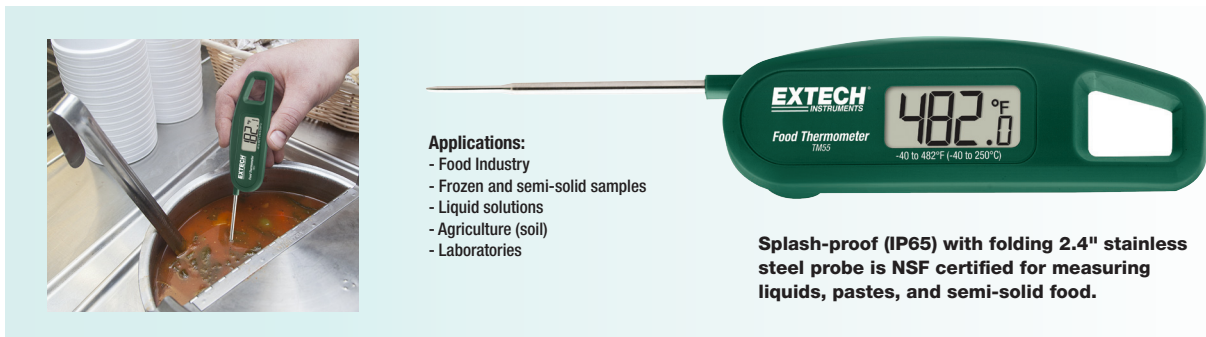 Applications:
- Food Industry
- Frozen and semi-solid samples
- Liquid solutions
- Agriculture (soil)
- Laboratories
EXTECH®
INSTRUMENTS
Food Thermometer
TM55
482.0 °F
-40 to 482°F (-40 to 250°C)
Splash-proof (IP65) with folding 2.4" stainless
steel probe is NSF certified for measuring
liquids, pastes, and semi-solid food.
EXTECH